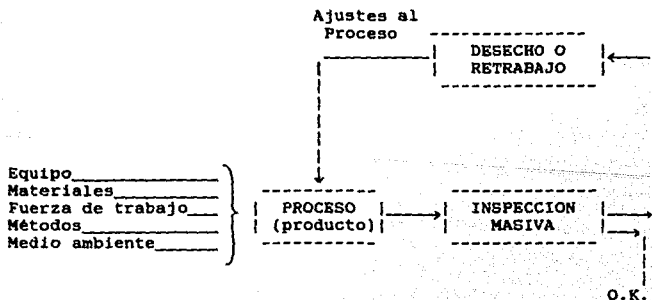 Ajustes al
Proceso
DESECHO O
RETRABAJO
Equipo
Materiales
Fuerza de trabajo
Métodos
Medio ambiente
PROCESO
(producto)
INSPECCION
MASIVA
O.K.